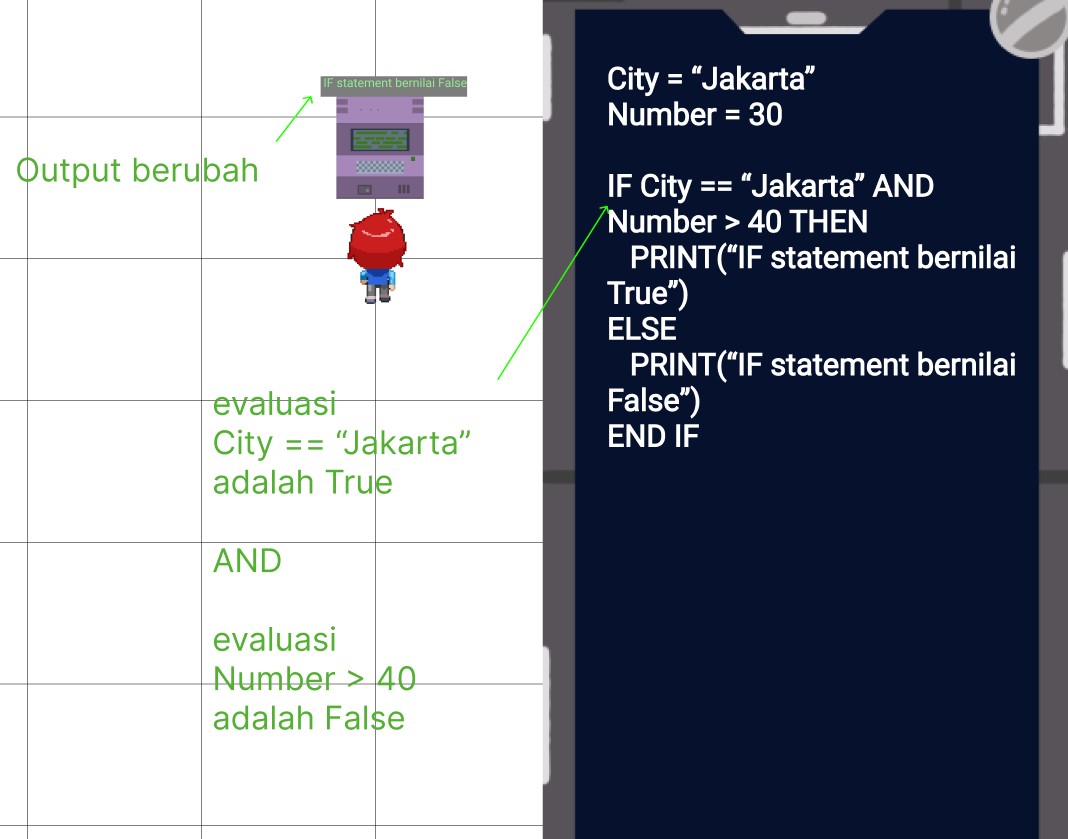 IF statement bernilai False
Output berubah
evaluasi
City == “Jakarta”
adalah True
AND
evaluasi
Number > 40
adalah False
City = “Jakarta”
Number = 30
IF City == “Jakarta” AND
Number > 40 THEN
PRINT(“IF statement bernilai
True”)
ELSE
PRINT(“IF statement bernilai
False”)
END IF